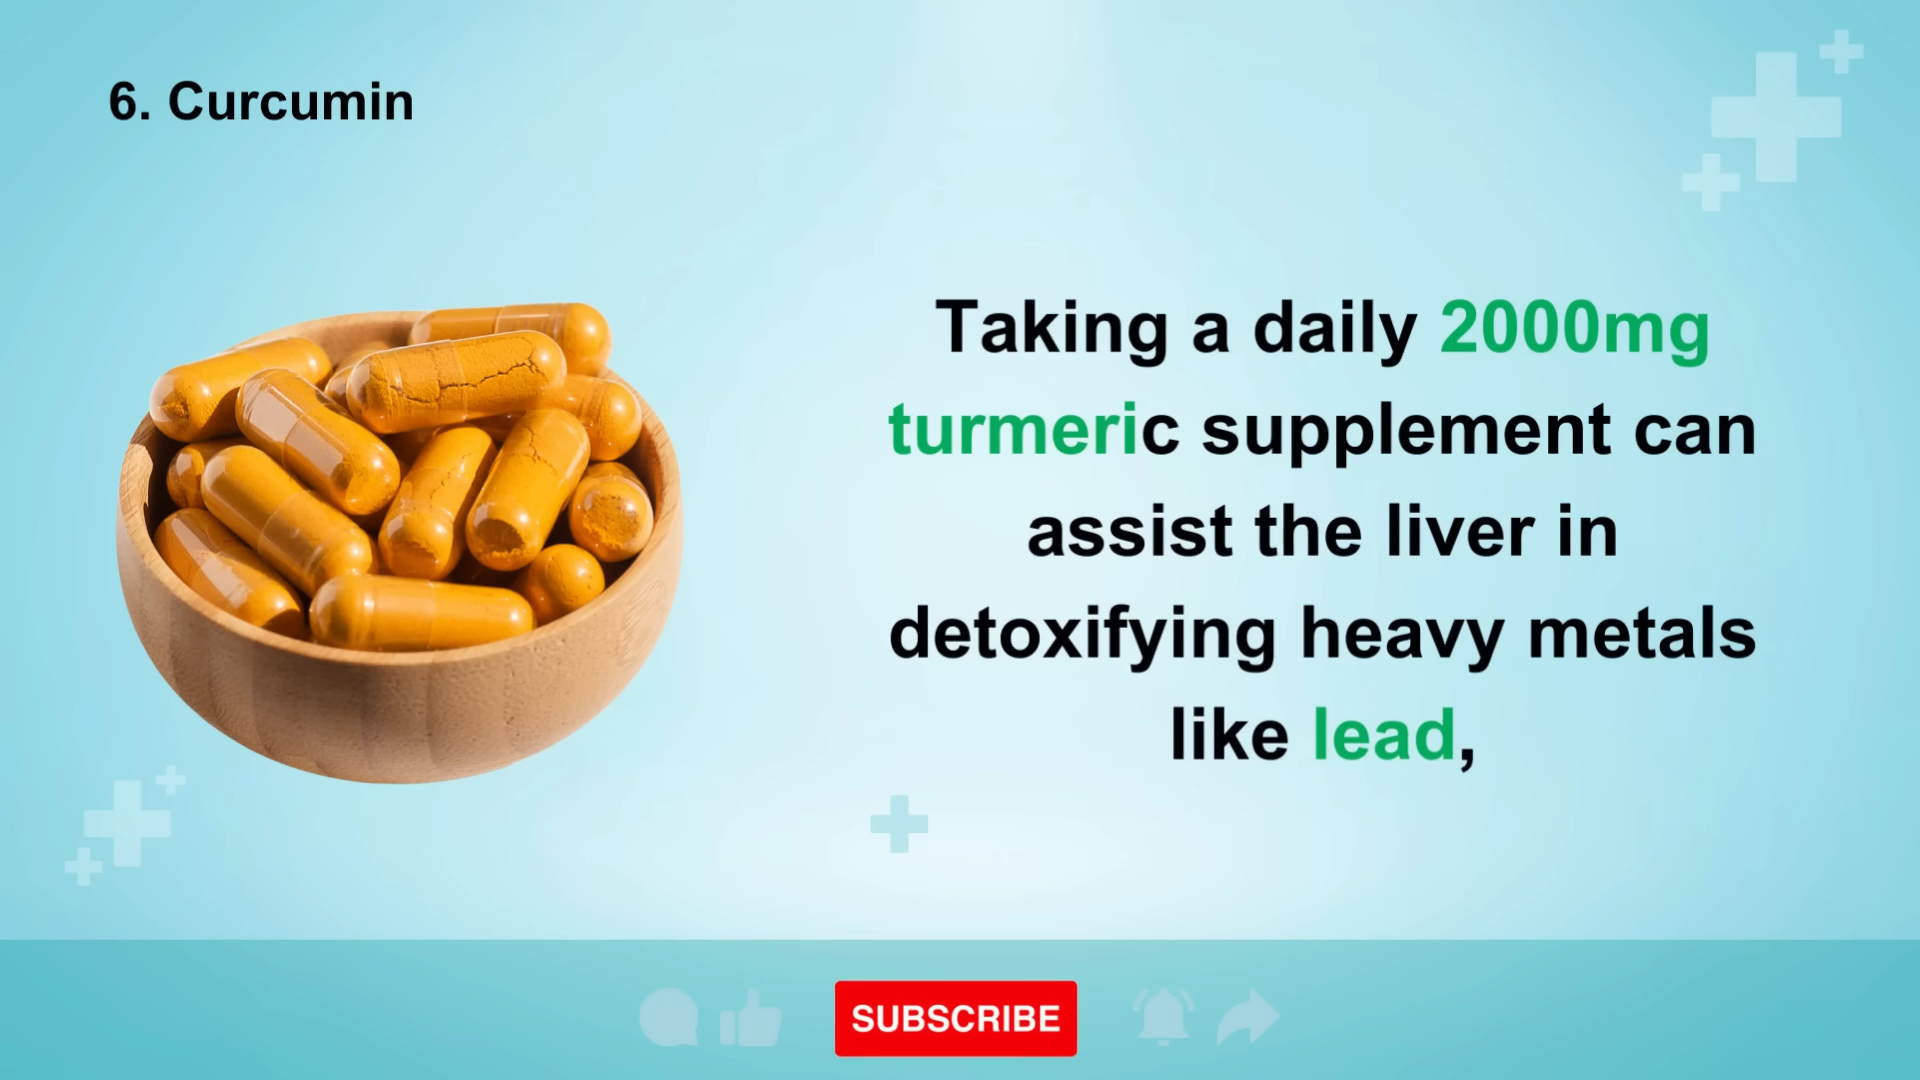 6. Curcumin
Taking a daily 2000mg
turmeric supplement can
assist the liver in
detoxifying heavy metals
like lead,
SUBSCRIBE